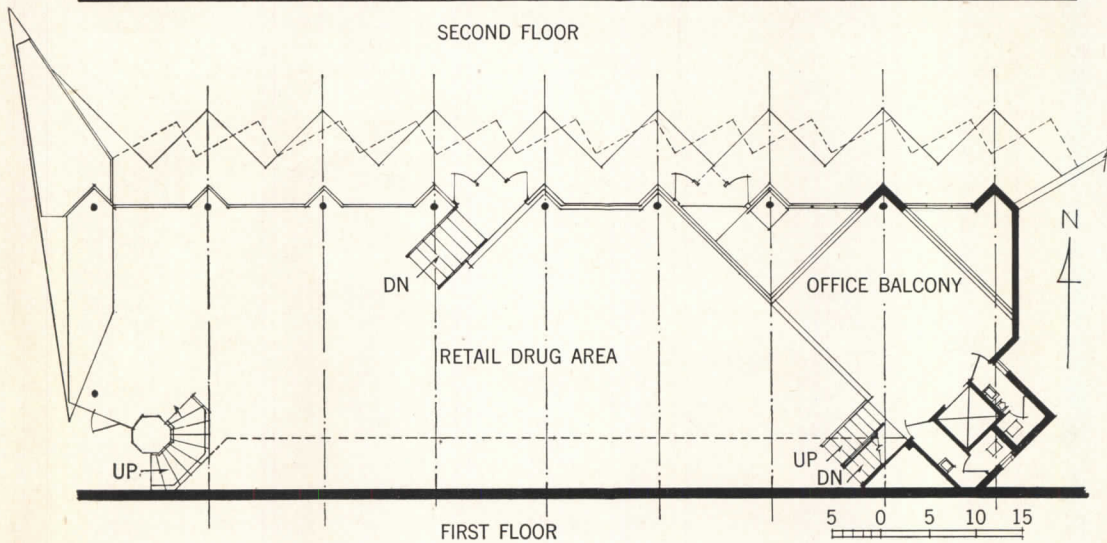 SECOND FLOOR
N
DN
OFFICE BALCONY
RETAIL DRUG AREA
UP
UP
DN
5 0 5 10 15
FIRST FLOOR